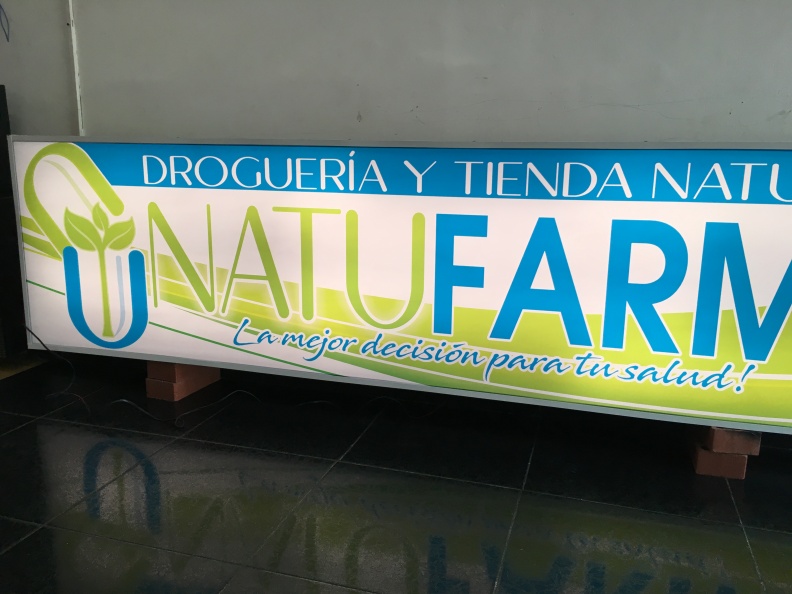 DROGUERÍA Y TIENDA NATU
NATUFARM
La mejor decisión para tu salud!